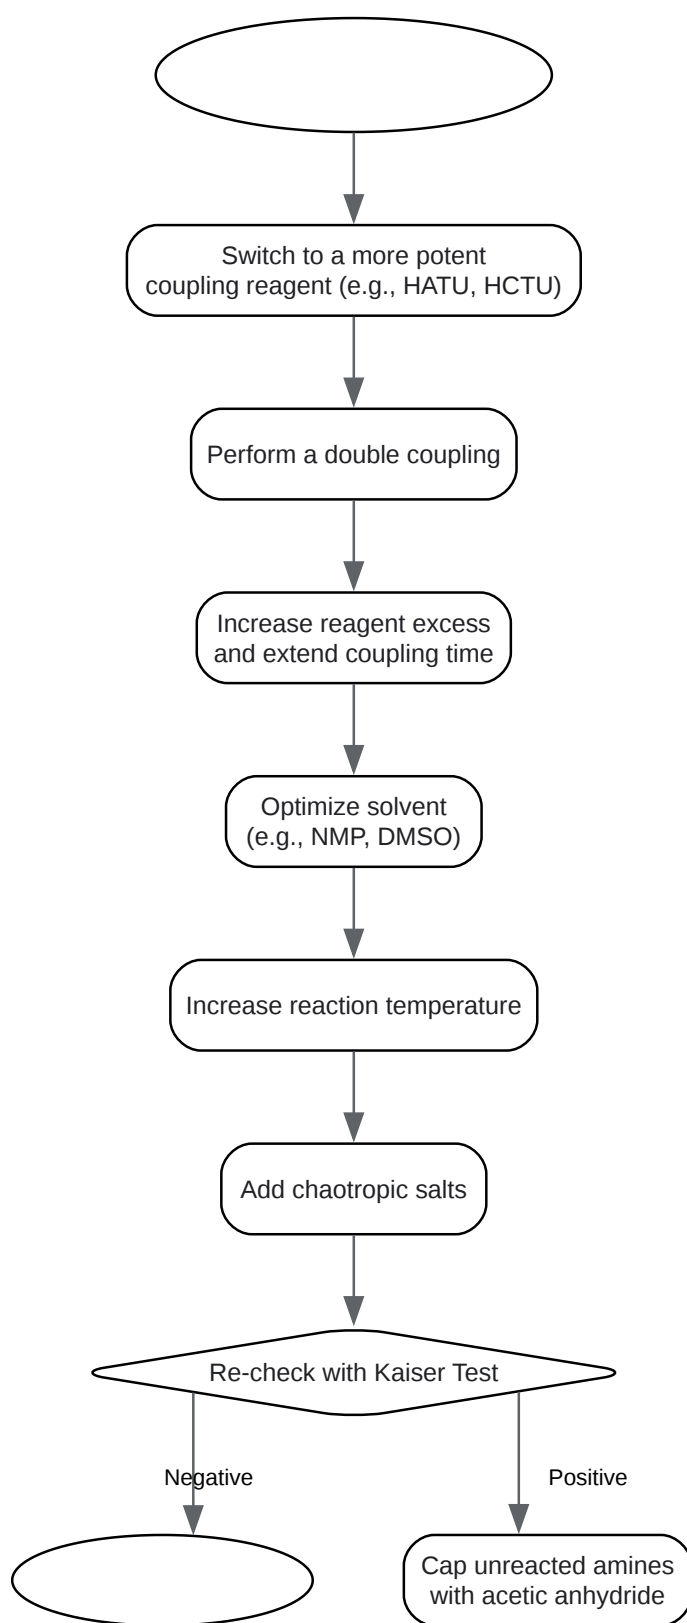 Switch to a more potent
coupling reagent (e.g., HATU, HCTU)
Perform a double coupling
Increase reagent excess
and extend coupling time
Optimize solvent
(e.g., NMP, DMSO)
Increase reaction temperature
Add chaotropic salts
Re-check with Kaiser Test
Negative
Positive
Cap unreacted amines
with acetic anhydride